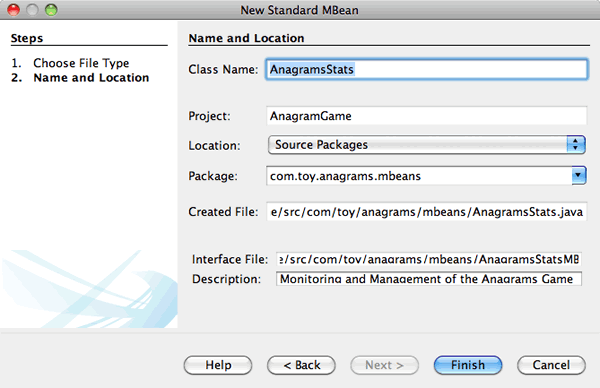 New Standard MBean
Steps
1. Choose File Type
2. Name and Location
Name and Location
Class Name: AnagramsStats
Project: AnagramGame
Location: Source Packages
Package: com.toy.anagrams.mbeans
Created File: e/src/com/toy/anagrams/mbeans/AnagramsStats.java
Interface File: e/src/com/toy/anagrams/mbeans/AnagramsStatsMB
Description: Monitoring and Management of the Anagrams Game
Help < Back Next > Finish Cancel